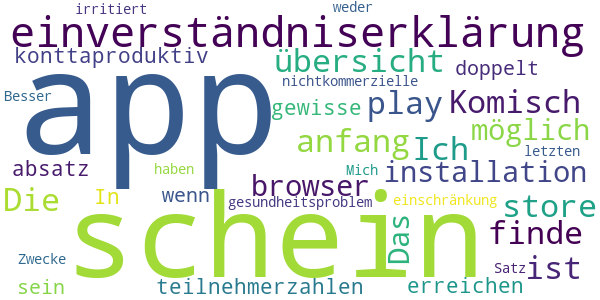 irritiert weder
einverständniserklärung
konttaproduktiv übersicht doppelt
app nichtkommerzielle
Besser gewisse play Komisch
anfang Ich möglich
absatz haben Mich installation letzten
Die In wenn browser
schein gesundheitsproblem einschränkung store
Das finde
Zwecke Satz ist
sein teilnehmerzahlen erreichen